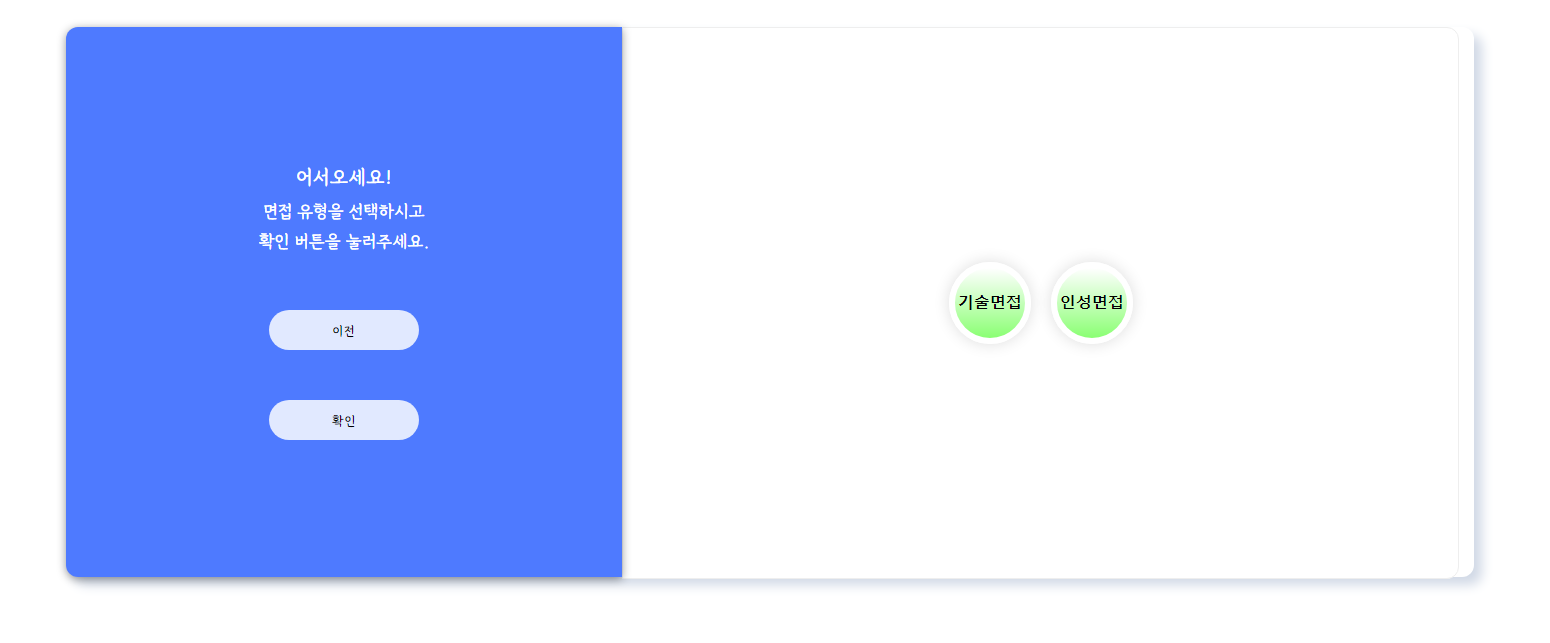 어서오세요!
면접 유형을 선택하시고
확인 버튼을 눌러주세요.
이전
확인
기술면접
인성면접